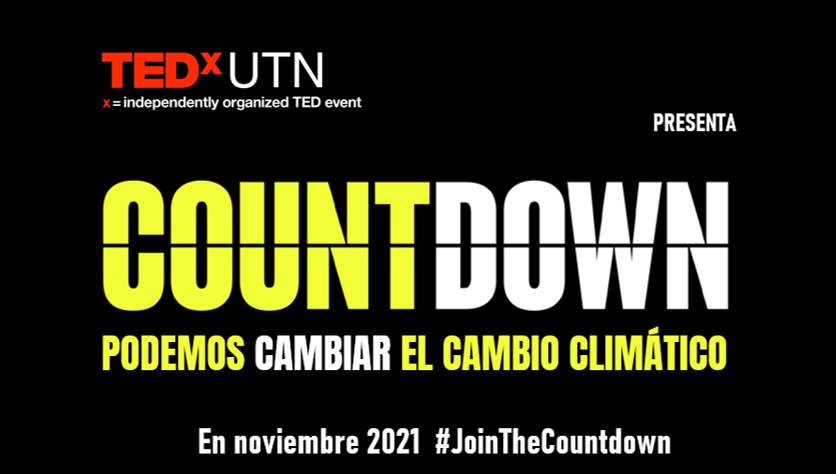 TEDxUTN
x = independently organized TED event
PRESENTA
COUNTDOWN
PODEMOS CAMBIAR EL CAMBIO CLIMÁTICO
En noviembre 2021 #JoinTheCountdown